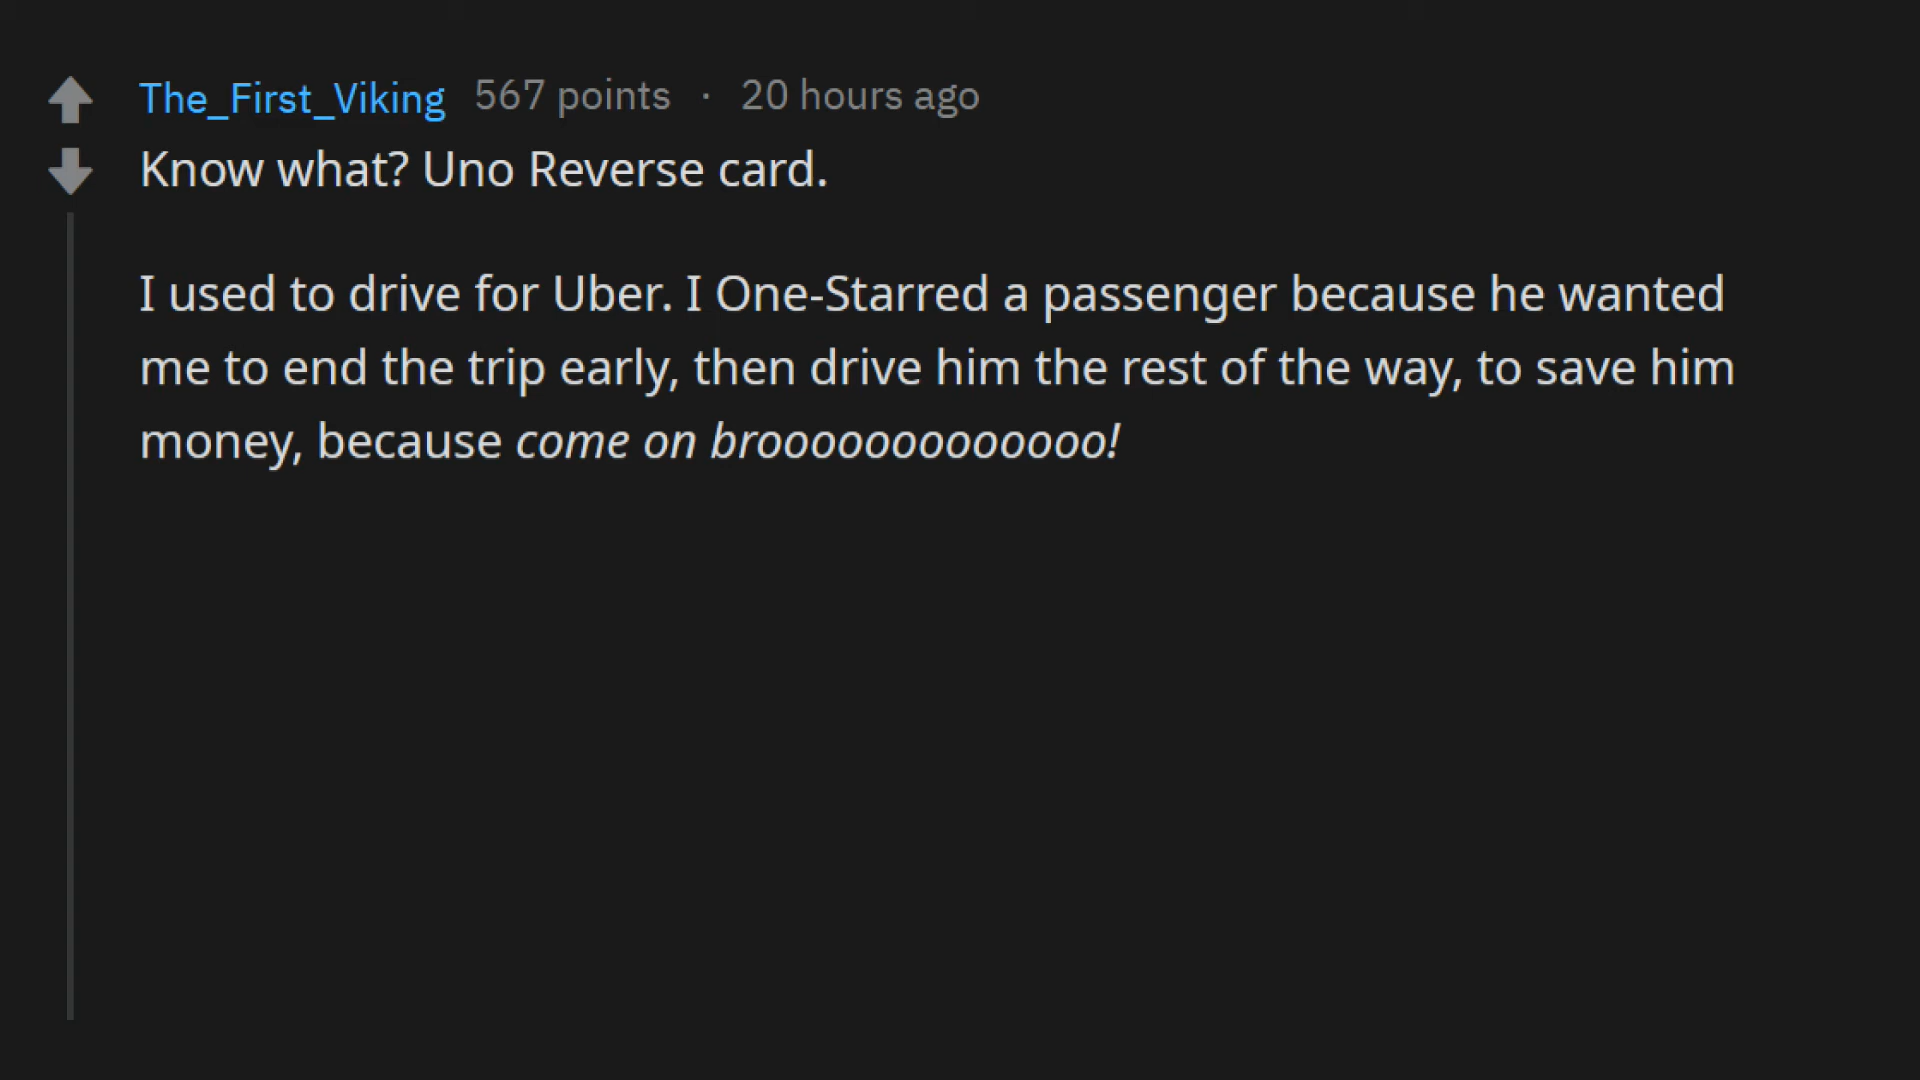 The_First_Viking 567 points · 20 hours ago
Know what? Uno Reverse card.
I used to drive for Uber. I One-Starred a passenger because he wanted
me to end the trip early, then drive him the rest of the way, to save him
money, because come on brooooooooooooo!